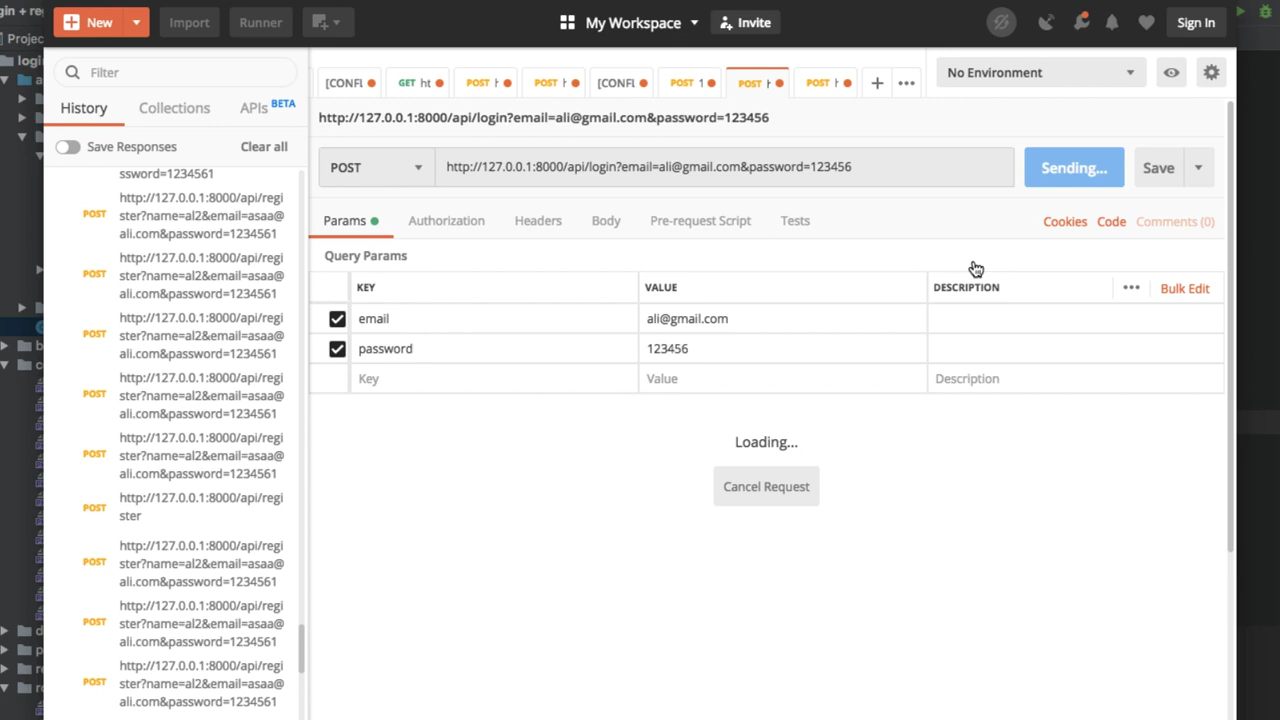 gin + reg
New
Import
Runner
My Workspace
Invite
Sign In
Projec
login
Filter
[CONFL
GET ht
POST
POST
[CONFL
POST 1
POST
POST
No Environment
History
Collections
APIs BETA
http://127.0.0.1:8000/api/login?email=ali@gmail.com&password=123456
Save Responses
Clear all
POST
http://127.0.0.1:8000/api/login?email=ali@gmail.com&password=123456
Sending...
Save
ssword=1234561
POST
http://127.0.0.1:8000/api/regi
ster?name=al2&email=asaa@
ali.com&password=1234561
Params
Authorization
Headers
Body
Pre-request Script
Tests
Cookies
Code
Comments (0)
Query Params
POST
http://127.0.0.1:8000/api/regi
ster?name=al2&email=asaa@
ali.com&password=1234561
KEY
VALUE
DESCRIPTION
Bulk Edit
email
ali@gmail.com
password
123456
Key
Value
Description
POST
http://127.0.0.1:8000/api/regi
ster?name=al2&email=asaa@
ali.com&password=1234561
POST
http://127.0.0.1:8000/api/regi
ster?name=al2&email=asaa@
ali.com&password=1234561
Loading...
Cancel Request
POST
http://127.0.0.1:8000/api/regi
ster?name=al2&email=asaa@
ali.com&password=1234561
POST
http://127.0.0.1:8000/api/regi
ster
POST
http://127.0.0.1:8000/api/regi
ster?name=al2&email=asaa@
ali.com&password=1234561
POST
http://127.0.0.1:8000/api/regi
ster?name=al2&email=asaa@
ali.com&password=1234561
POST
http://127.0.0.1:8000/api/regi
ster?name=al2&email=asaa@
ali.com&password=1234561